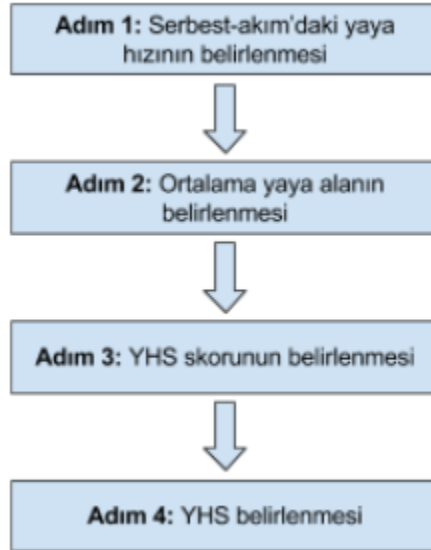 Adım 1: Serbest-akım'daki yaya
hızının belirlenmesi
Adım 2: Ortalama yaya alanın
belirlenmesi
Adım 3: YHS skorunun belirlenmesi
Adım 4: YHS belirlenmesi